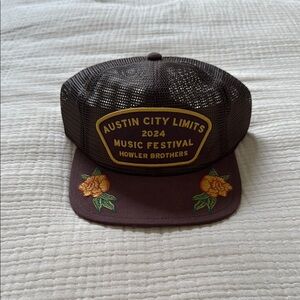 AUSTIN CITY LIMITS
2024
MUSIC FESTIVAL
HOWLER BROTHERS